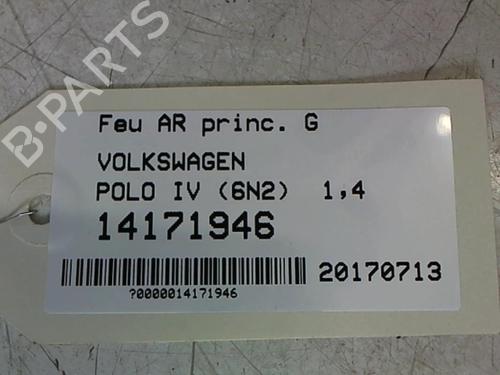 B-PARTS
Feu AR princ. G
VOLKSWAGEN
POLO IV (6N2) 1,4
14171946
20170713
?0000014171946